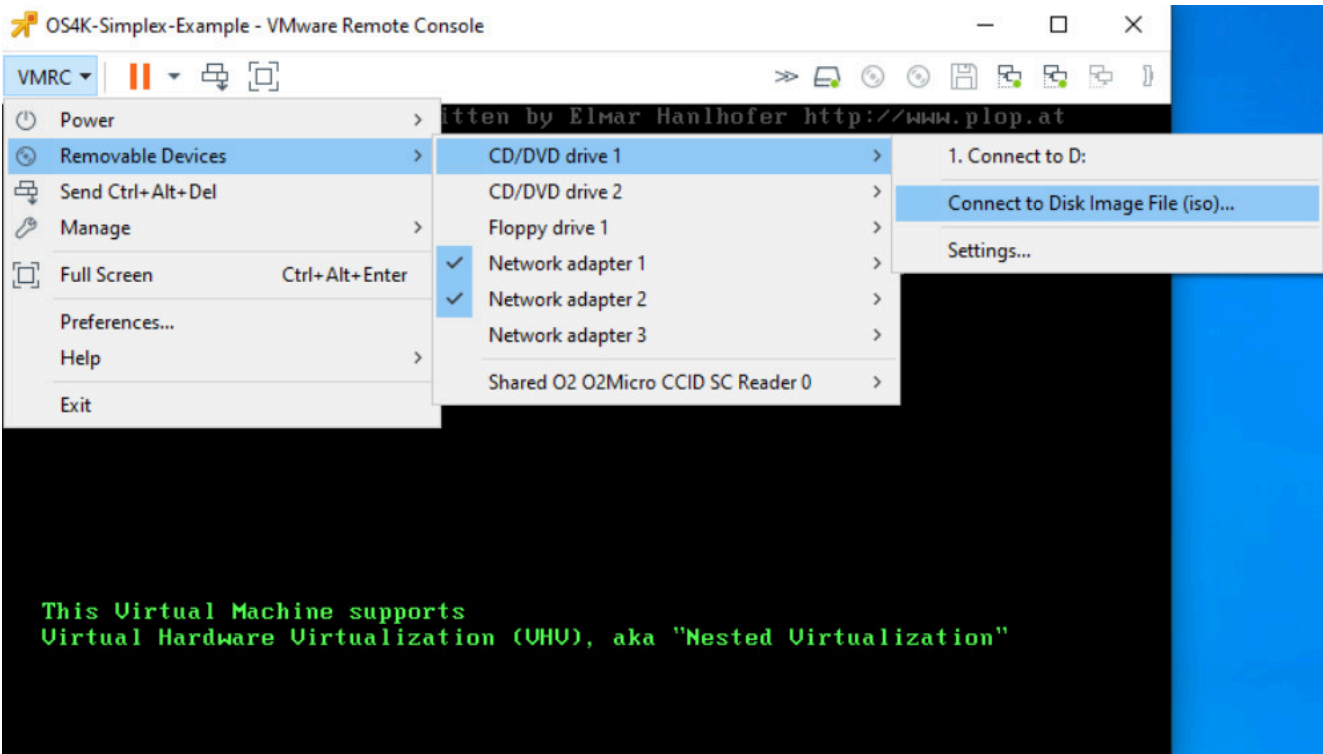 OS4K-Simplex-Example - VMware Remote Console
VMRC
Power
itten by Elmar Hanlhofer http://www.plop.at
Removable Devices
CD/DVD drive 1
1. Connect to D:
Send Ctrl+Alt+Del
CD/DVD drive 2
Connect to Disk Image File (iso)...
Manage
Floppy drive 1
Settings...
Full Screen Ctrl+Alt+Enter
Network adapter 1
Network adapter 2
Preferences...
Network adapter 3
Help
Shared O2 O2Micro CCID SC Reader 0
Exit
This Virtual Machine supports
Virtual Hardware Virtualization (VHV), aka "Nested Virtualization"